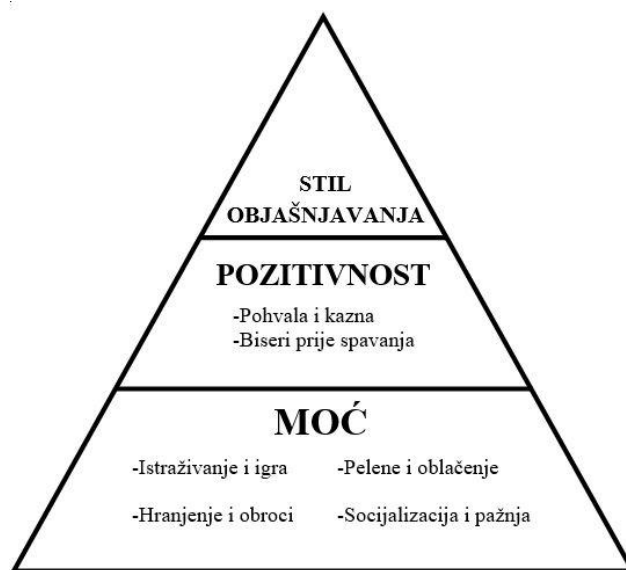 STIL
OBJAŠNJAVANJA
POZITIVNOST
-Pohvala i kazna
-Biseri prije spavanja
MOĆ
-Istraživanje i igra -Pelene i oblačenje
-Hranjenje i obroci -Socijalizacija i pažnja